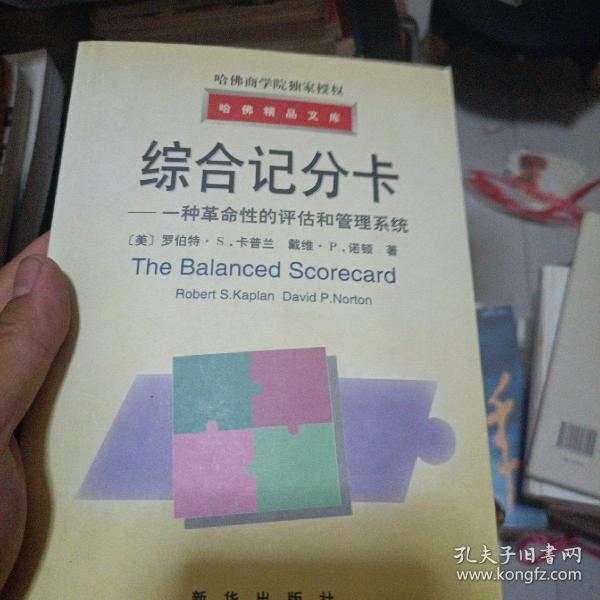 哈佛商学院独家授权
哈佛精品文库
综合记分卡
——一种革命性的评估和管理系统
〔美〕罗伯特·S.卡普兰 戴维·P.诺顿 著
The Balanced Scorecard
Robert S.Kaplan David P.Norton
新华出版社
孔夫子旧书网
www.kongfz.com